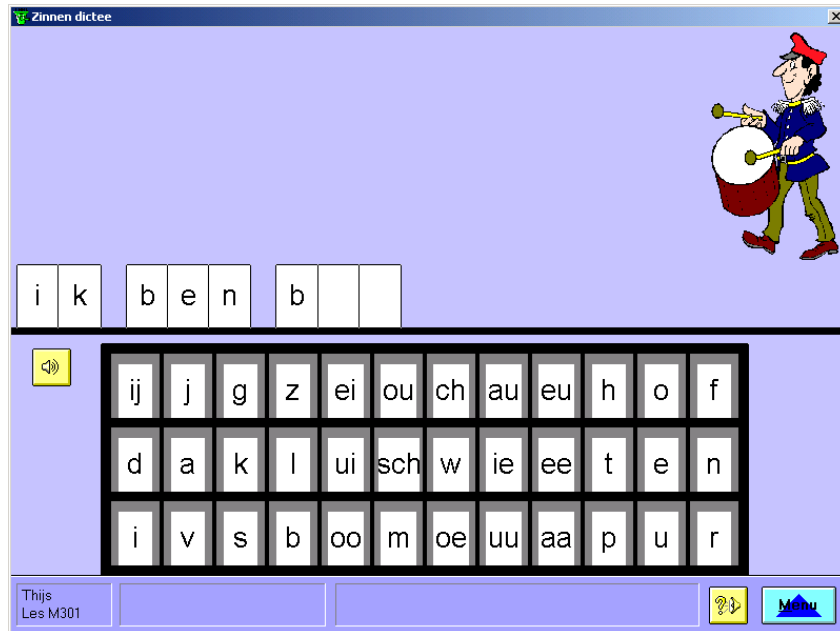 Zinnen dictee
i k b e n b
ij j g z ei ou ch au eu h o f
d a k l ui sch w ie ee t e n
i v s b oo m oe uu aa p u r
Thijs
Les M301
Menu